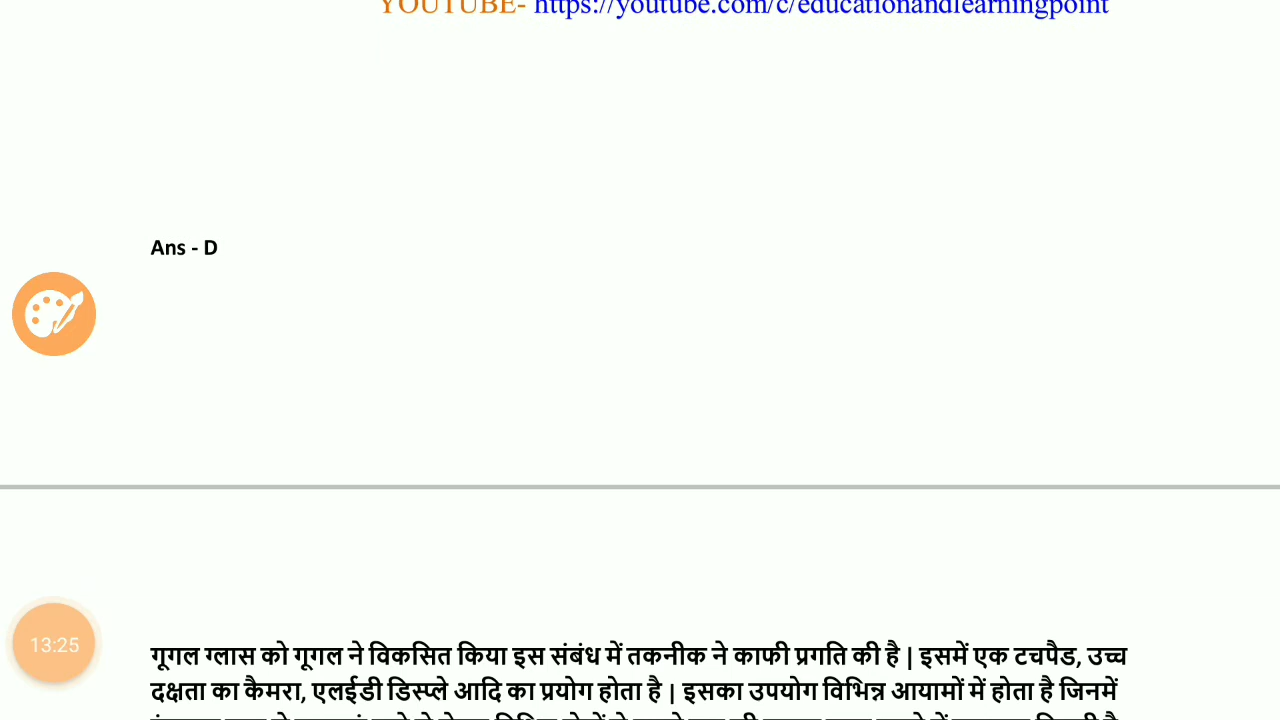 YOUTUBE- https://youtube.com/c/educationandlearningpoint
Ans - D
13:25
गूगल ग्लास को गूगल ने विकसित किया इस संबंध में तकनीक ने काफी प्रगति की है | इसमें एक टचपैड, उच्च
दक्षता का कैमरा, एलईडी डिस्प्ले आदि का प्रयोग होता है | इसका उपयोग विभिन्न आयामों में होता है जिनमें